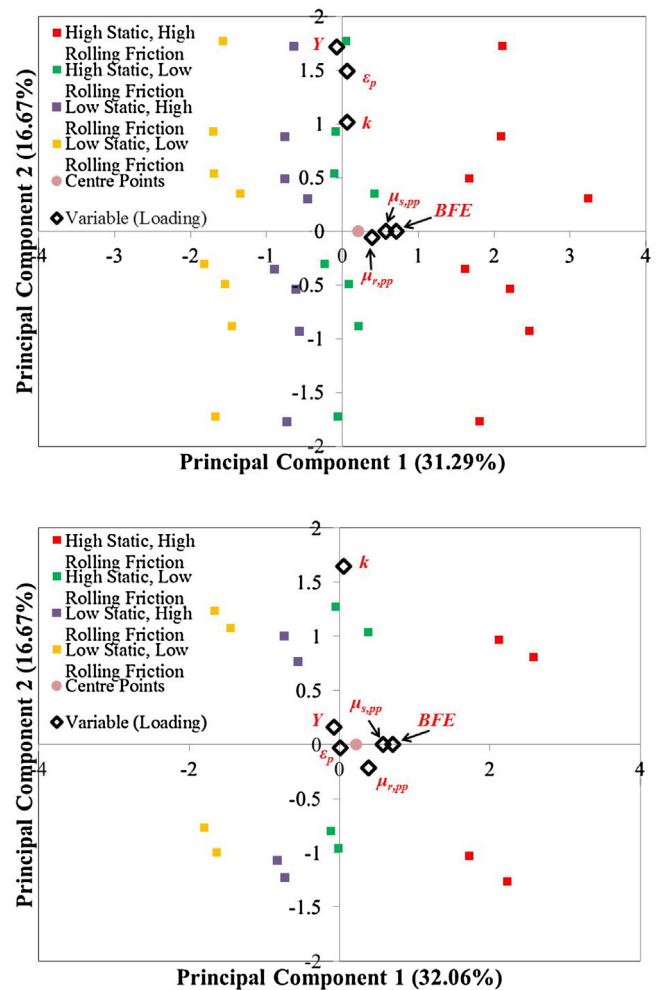 Principal Component 2 (16.67%)
2
1.5
1
0.5
0
-0.5
-1
-1.5
-2
High Static, High
Rolling Friction
High Static, Low
Rolling Friction
Low Static, High
Rolling Friction
Low Static, Low
Rolling Friction
Centre Points
Variable (Loading)
Y
εp
k
μs,pp
BFE
μr,pp
-4 -3 -2 -1 0 1 2 3 4
Principal Component 1 (31.29%)
Principal Component 2 (16.67%)
2
1.5
1
0.5
0
-0.5
-1
-1.5
-2
High Static, High
Rolling Friction
High Static, Low
Rolling Friction
Low Static, High
Rolling Friction
Low Static, Low
Rolling Friction
Centre Points
Variable (Loading)
k
μs,pp
Y
BFE
εp
μr,pp
-4 -2 0 2 4
Principal Component 1 (32.06%)